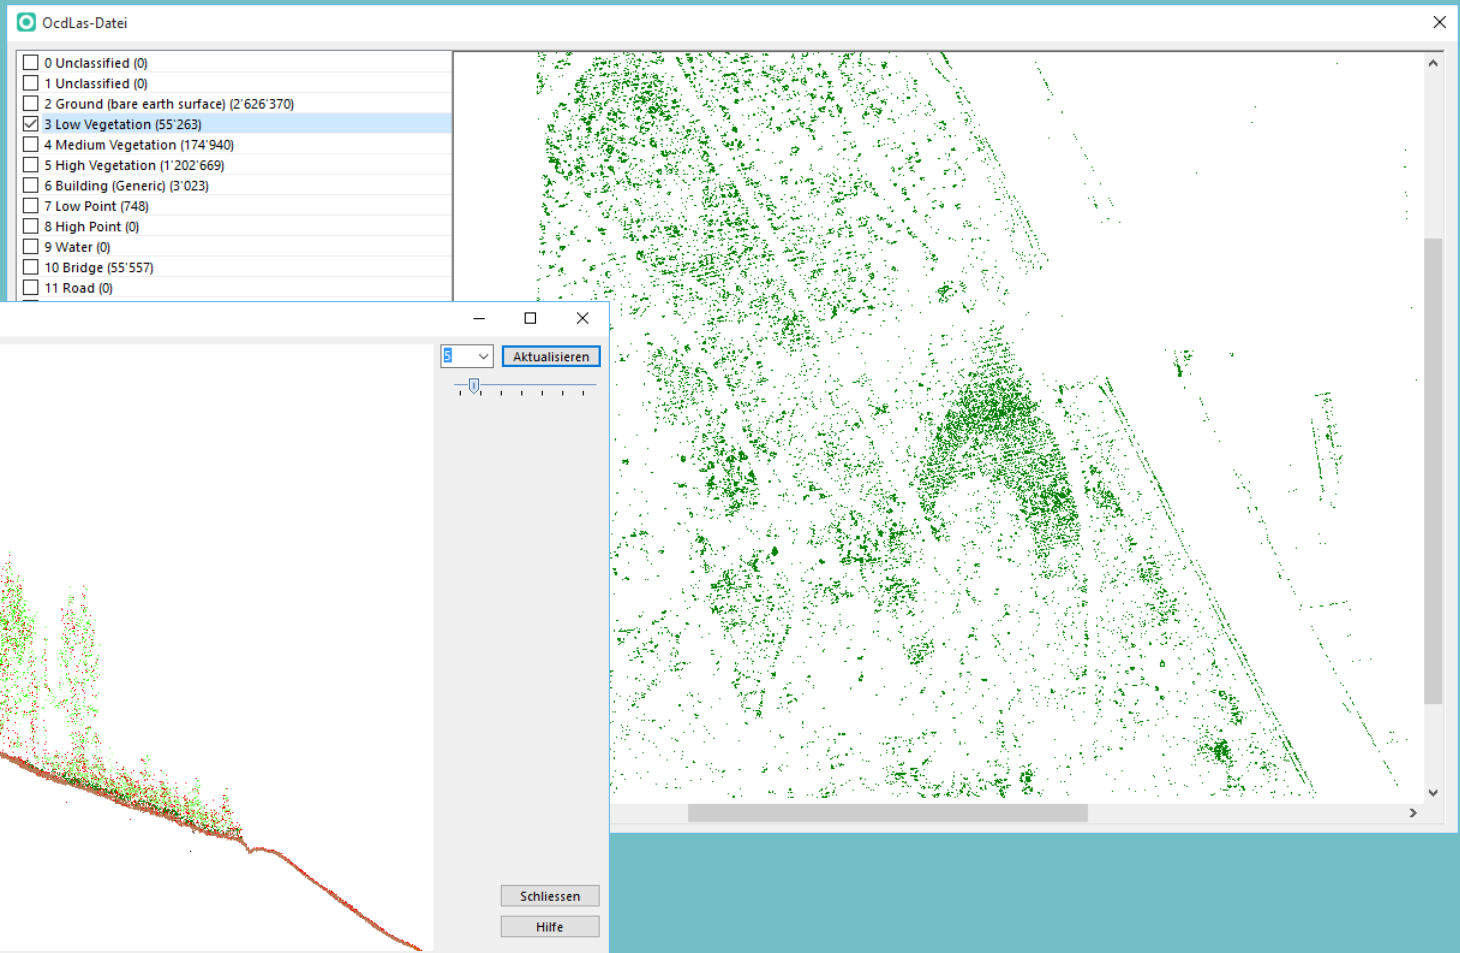 OcdLas-Datei
0 Unclassified (0)
1 Unclassified (0)
2 Ground (bare earth surface) (2'626'370)
3 Low Vegetation (55'263)
4 Medium Vegetation (174'940)
5 High Vegetation (1'202'669)
6 Building (Generic) (3'023)
7 Low Point (748)
8 High Point (0)
9 Water (0)
10 Bridge (55'557)
11 Road (0)
5
Aktualisieren
Schliessen
Hilfe